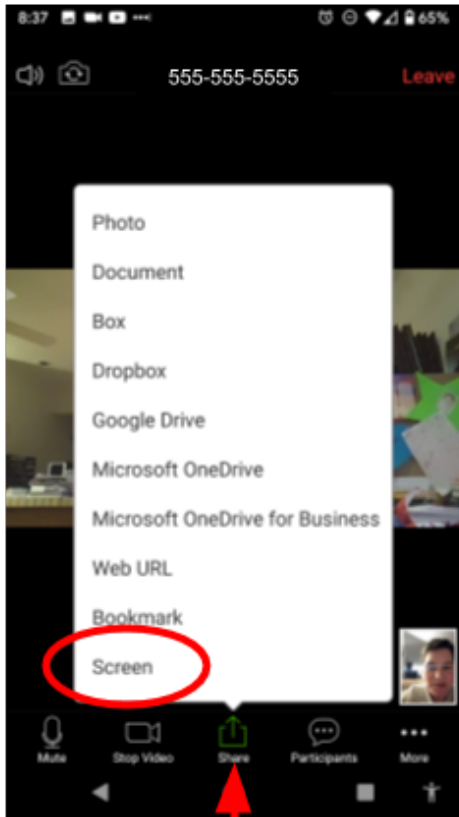 8:37 65%
555-555-5555 Leave
Photo
Document
Box
Dropbox
Google Drive
Microsoft OneDrive
Microsoft OneDrive for Business
Web URL
Bookmark
Screen
Mute Stop Video Share Participants More